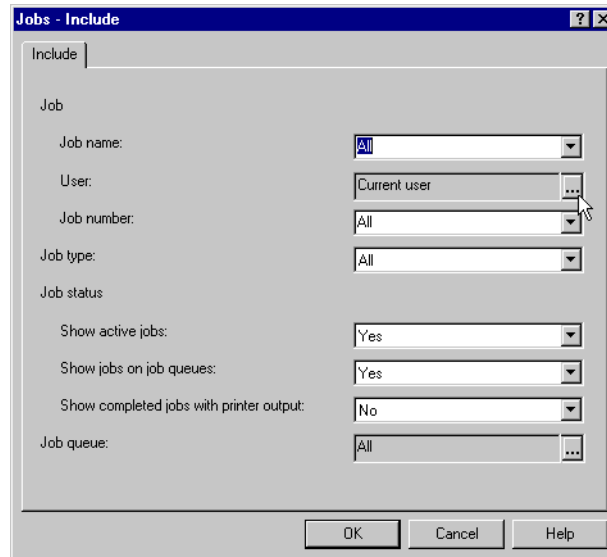 Jobs - Include
Include
Job
Job name: All
User: Current user ...
Job number: All
Job type: All
Job status
Show active jobs: Yes
Show jobs on job queues: Yes
Show completed jobs with printer output: No
Job queue: All ...
OK Cancel Help